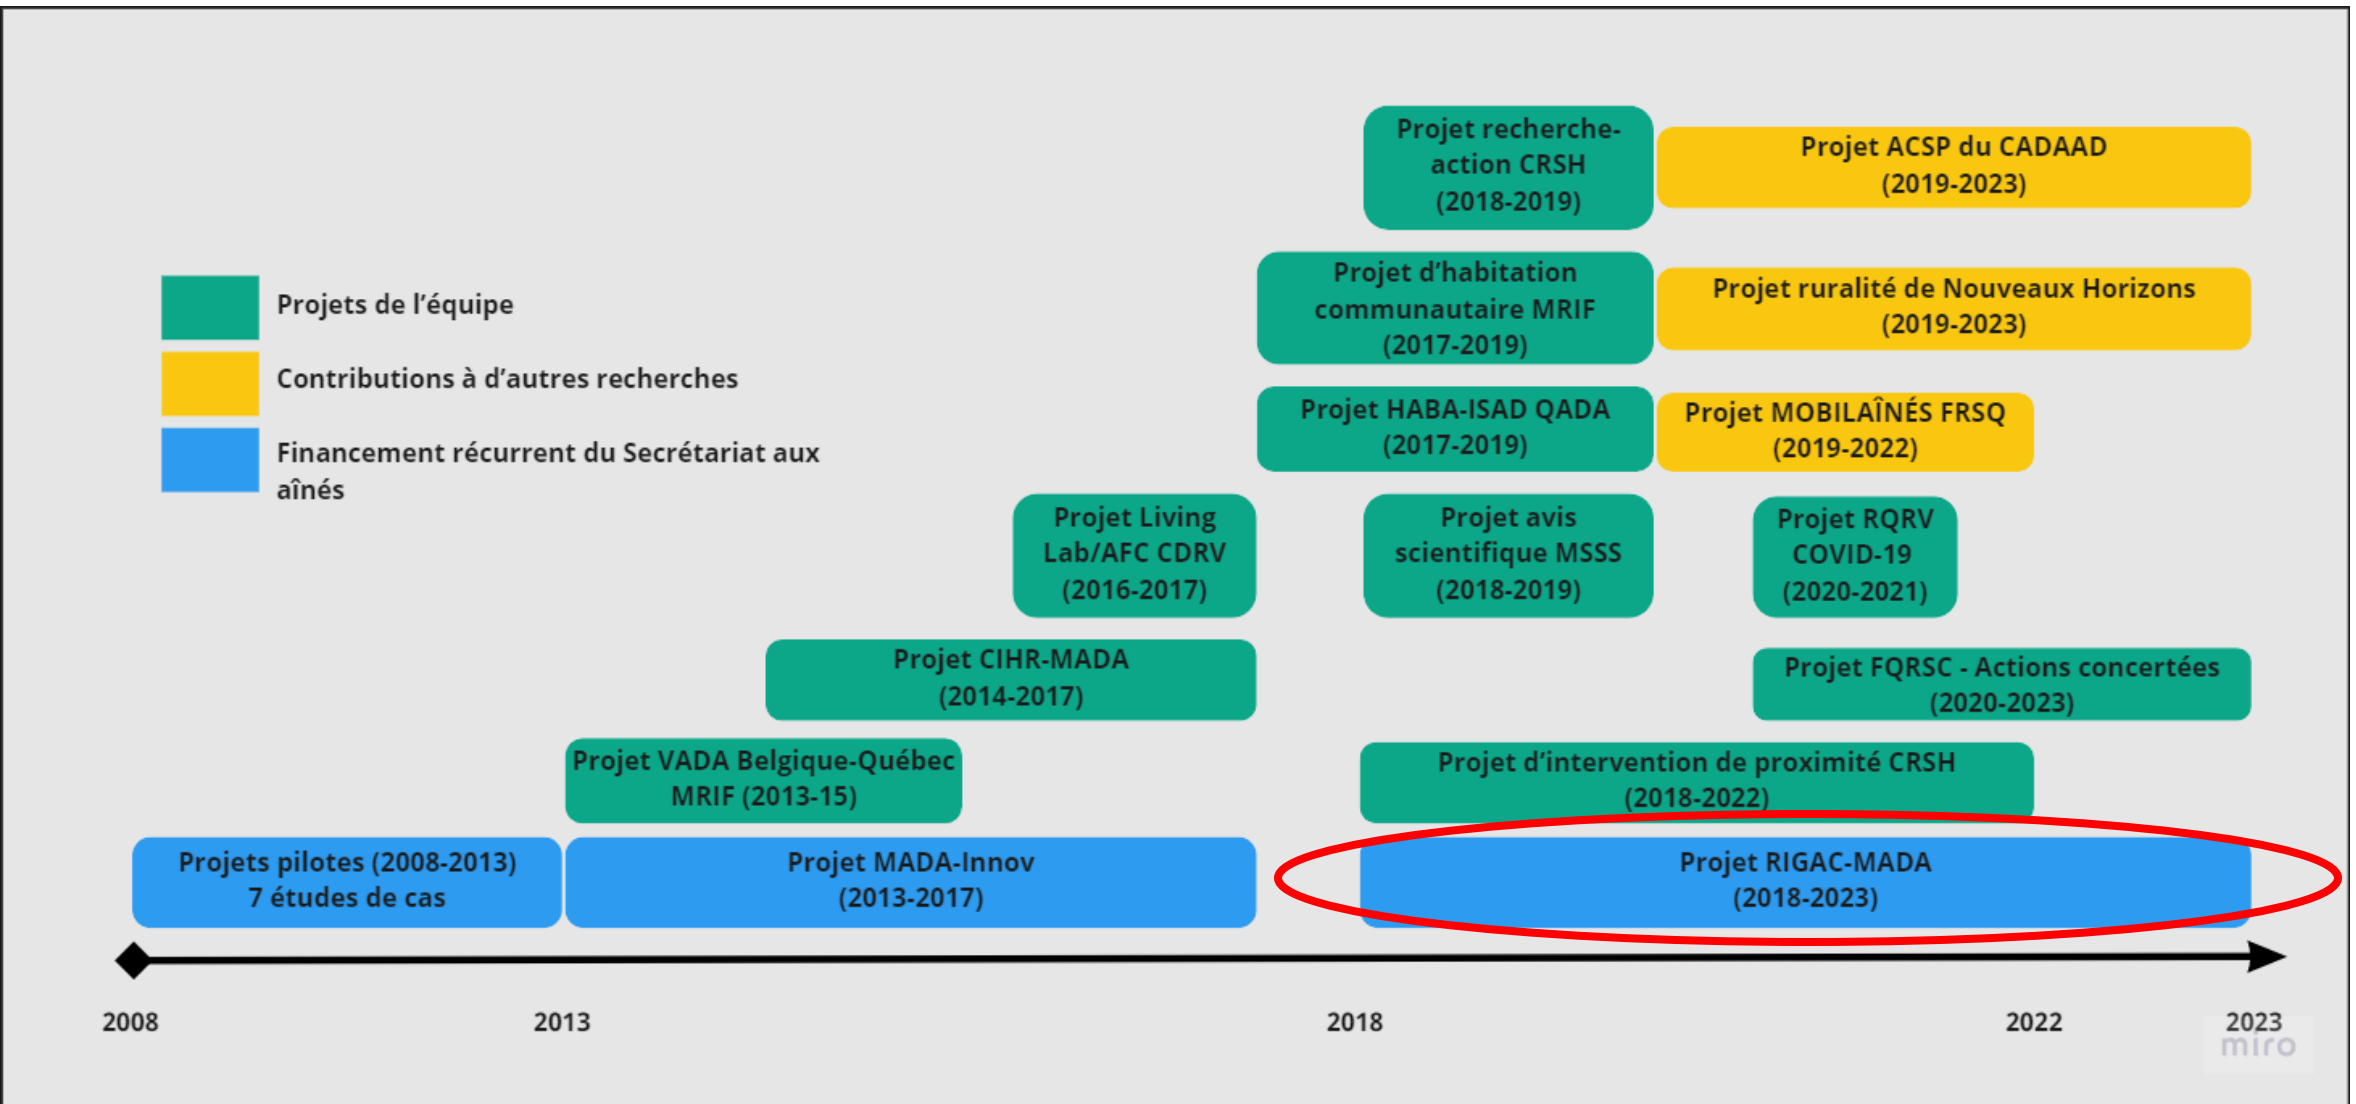 Projet recherche-
action CRSH
(2018-2019)
Projet ACSP du CADAAD
(2019-2023)
Projet d'habitation
communautaire MRIF
(2017-2019)
Projet ruralité de Nouveaux Horizons
(2019-2023)
Projets de l'équipe
Contributions à d'autres recherches
Financement récurrent du Secrétariat aux
aînés
Projet HABA-ISAD QADA
(2017-2019)
Projet MOBILAÎNÉS FRSQ
(2019-2022)
Projet Living
Lab/AFC CDRV
(2016-2017)
Projet avis
scientifique MSSS
(2018-2019)
Projet RQRV
COVID-19
(2020-2021)
Projet CIHR-MADA
(2014-2017)
Projet FQRSC - Actions concertées
(2020-2023)
Projet VADA Belgique-Québec
MRIF (2013-15)
Projet d'intervention de proximité CRSH
(2018-2022)
Projets pilotes (2008-2013)
7 études de cas
Projet MADA-Innov
(2013-2017)
Projet RIGAC-MADA
(2018-2023)
2008
2013
2018
2022
2023
miro